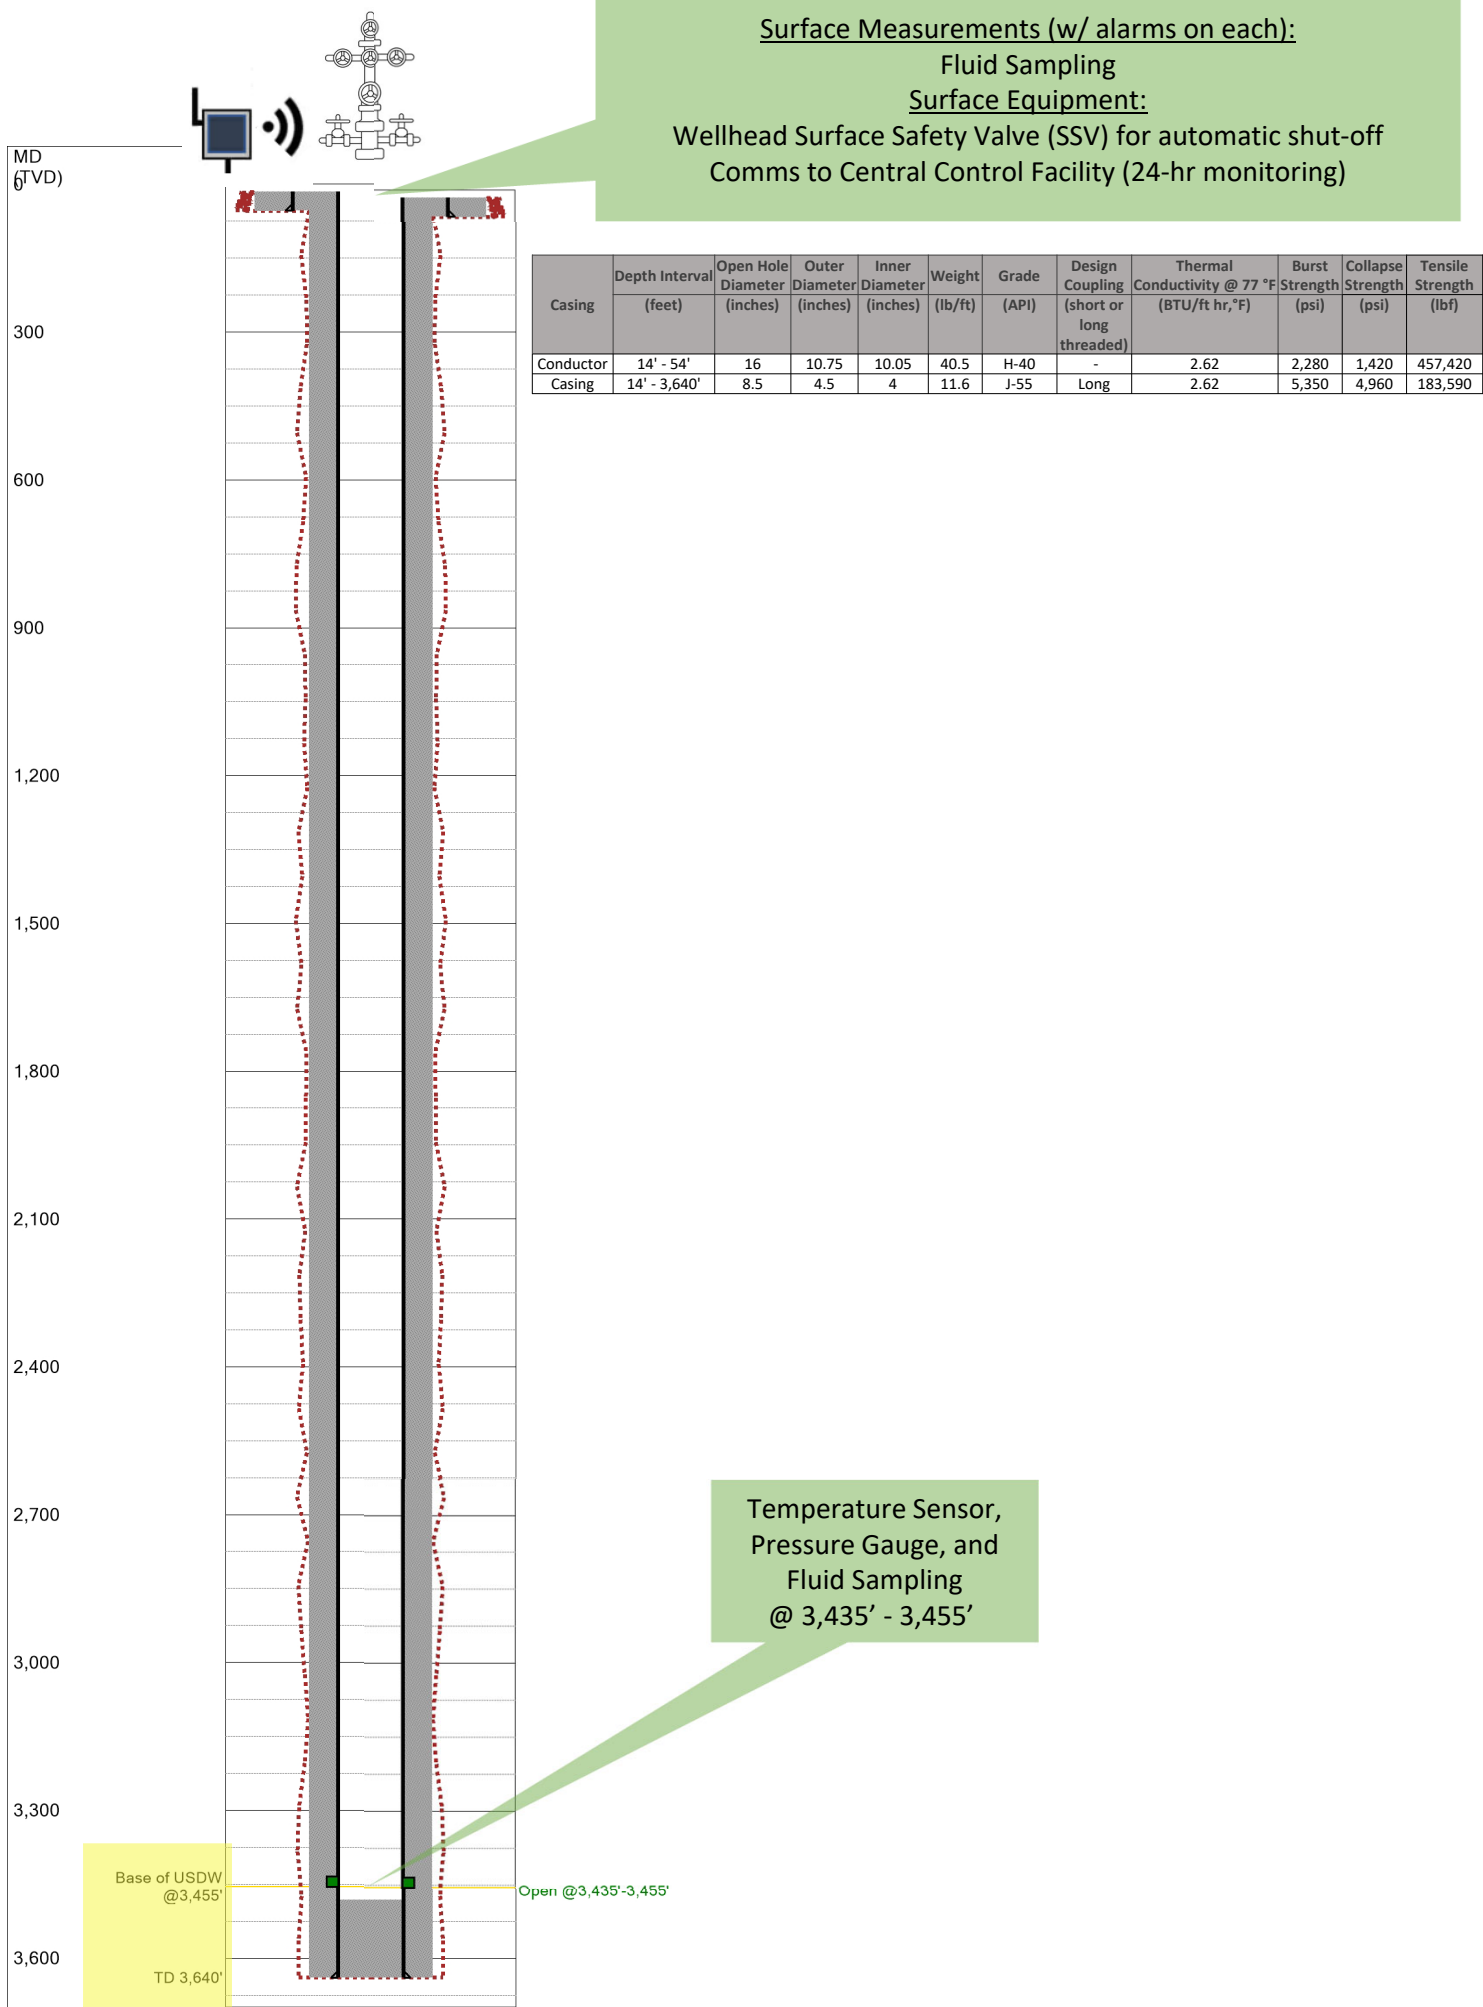 Surface Measurements (w/ alarms on each):
Fluid Sampling
Surface Equipment:
Wellhead Surface Safety Valve (SSV) for automatic shut-off
Comms to Central Control Facility (24-hr monitoring)
MD
(TVD)
0
Casing | Depth Interval (feet) | Open Hole Diameter (inches) | Outer Diameter (inches) | Inner Diameter (inches) | Weight (lb/ft) | Grade (API) | Design Coupling (short or long threaded) | Thermal Conductivity @ 77 °F (BTU/ft hr,°F) | Burst Strength (psi) | Collapse Strength (psi) | Tensile Strength (lbf)
Conductor | 14' - 54' | 16 | 10.75 | 10.05 | 40.5 | H-40 | - | 2.62 | 2,280 | 1,420 | 457,420
Casing | 14' - 3,640' | 8.5 | 4.5 | 4 | 11.6 | J-55 | Long | 2.62 | 5,350 | 4,960 | 183,590
300
600
900
1,200
1,500
1,800
2,100
2,400
2,700
Temperature Sensor,
Pressure Gauge, and
Fluid Sampling
@ 3,435’ - 3,455’
3,000
3,300
Base of USDW
@3,455'
Open @3,435'-3,455'
3,600
TD 3,640'